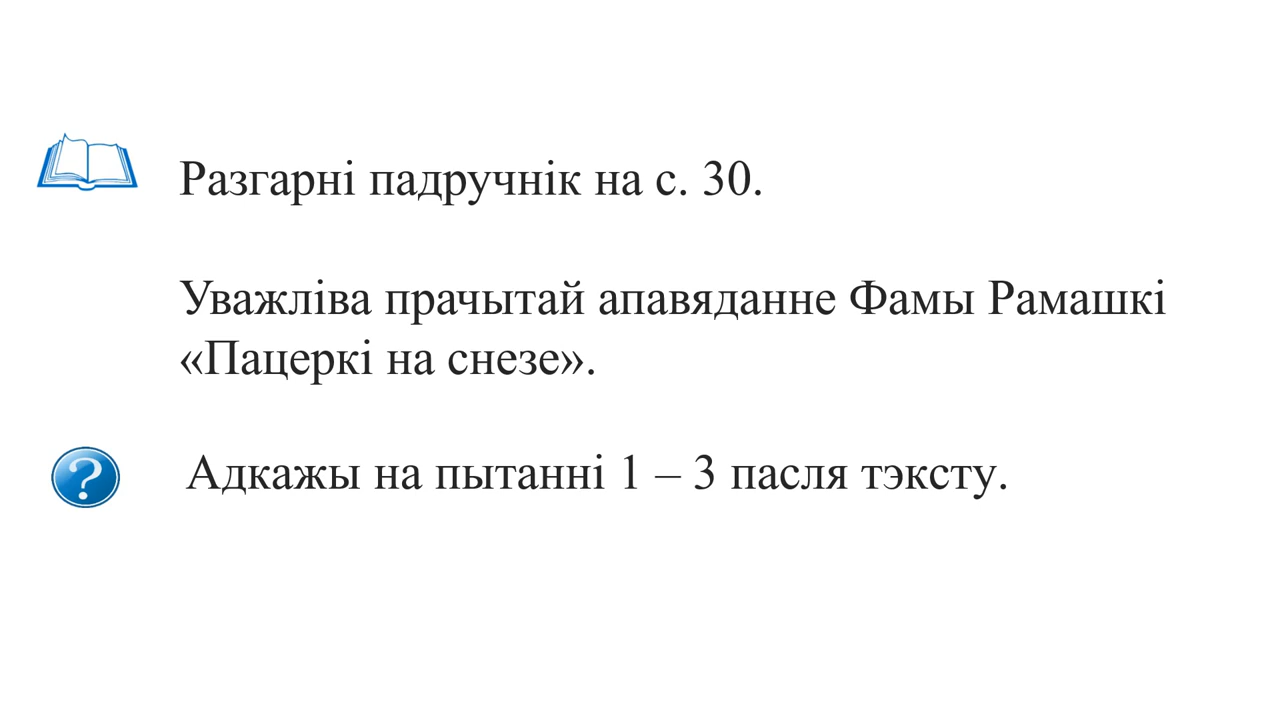 Разгарні падручнік на с. 30.
Уважліва прачытай апавяданне Фамы Рамашкі
«Пацеркі на снезе».
?
Адкажы на пытанні 1 – 3 пасля тэксту.